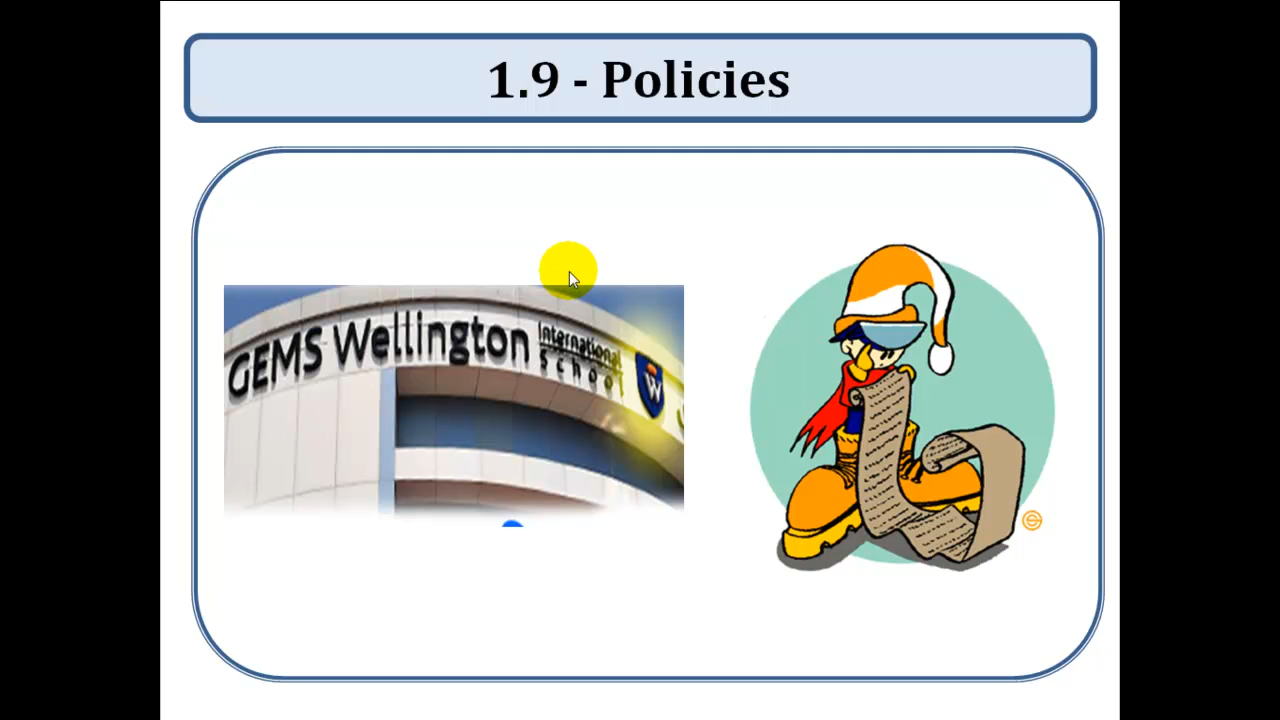 1.9 - Policies
GEMS Wellington
International
School
W